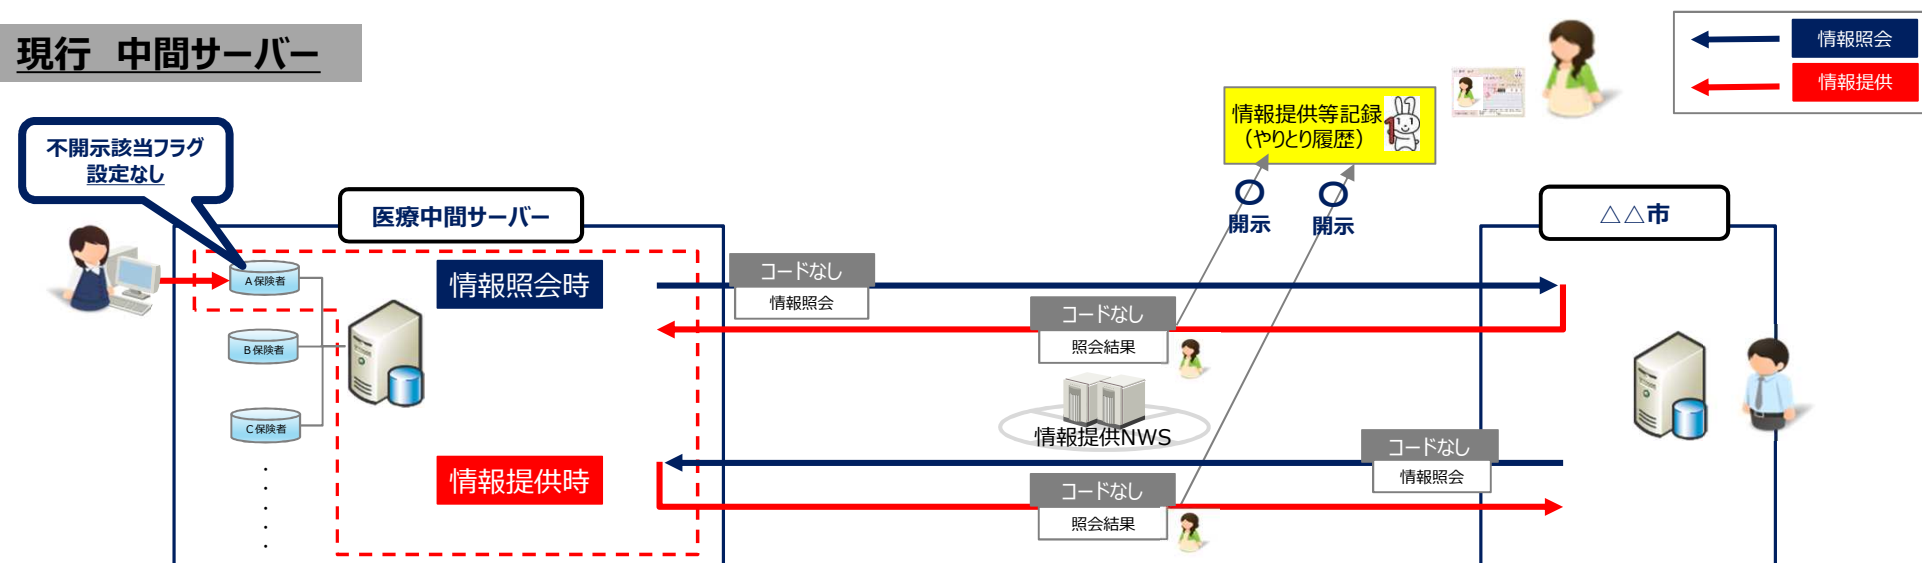 現行　中間サーバー
情報照会
情報提供
情報提供等記録
（やりとり履歴）
不開示該当フラグ
設定なし
医療中間サーバー
△△市
開示
開示
A保険者
B保険者
C保険者
・
・
・
・
・
情報照会時
コードなし
情報照会
コードなし
照会結果
情報提供NWS
情報提供時
コードなし
情報照会
コードなし
照会結果